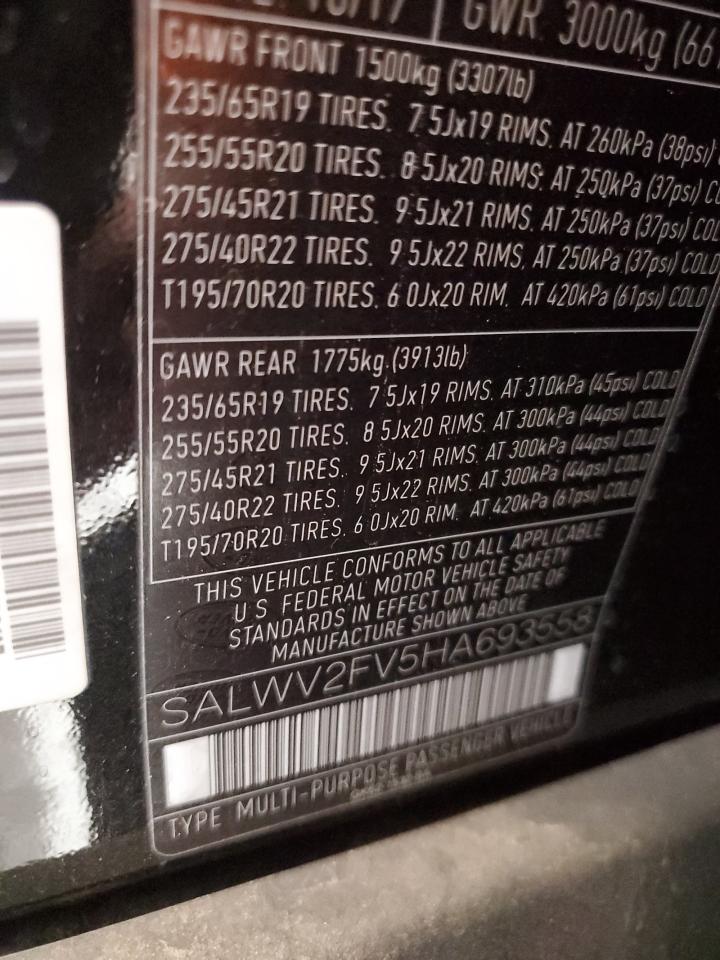 GWR 3000kg (66
GAWR FRONT 1500kg (3307lb)
235/65R19 TIRES. 7 5Jx19 RIMS. AT 260kPa (38psi)
255/55R20 TIRES. 8 5Jx20 RIMS. AT 250kPa (37psi) C
275/45R21 TIRES. 9 5Jx21 RIMS. AT 250kPa (37psi) COL
275/40R22 TIRES. 9 5Jx22 RIMS. AT 250kPa (37psi) COLD
T195/70R20 TIRES. 6 0Jx20 RIM. AT 420kPa (61psi) COLD
GAWR REAR 1775kg (3913lb)
235/65R19 TIRES. 7 5Jx19 RIMS. AT 310kPa (45psi) COLD
255/55R20 TIRES. 8 5Jx20 RIMS. AT 300kPa (44psi) COLD
275/45R21 TIRES. 9 5Jx21 RIMS. AT 300kPa (44psi) COLD
275/40R22 TIRES. 9 5Jx22 RIMS. AT 300kPa (44psi) COLD
T195/70R20 TIRES. 6 0Jx20 RIM. AT 420kPa (61psi) COLD
THIS VEHICLE CONFORMS TO ALL APPLICABLE
U S FEDERAL MOTOR VEHICLE SAFETY
STANDARDS IN EFFECT ON THE DATE OF
MANUFACTURE SHOWN ABOVE
SALWV2FV5HA693558
TYPE MULTI-PURPOSE PASSENGER VEHICLE